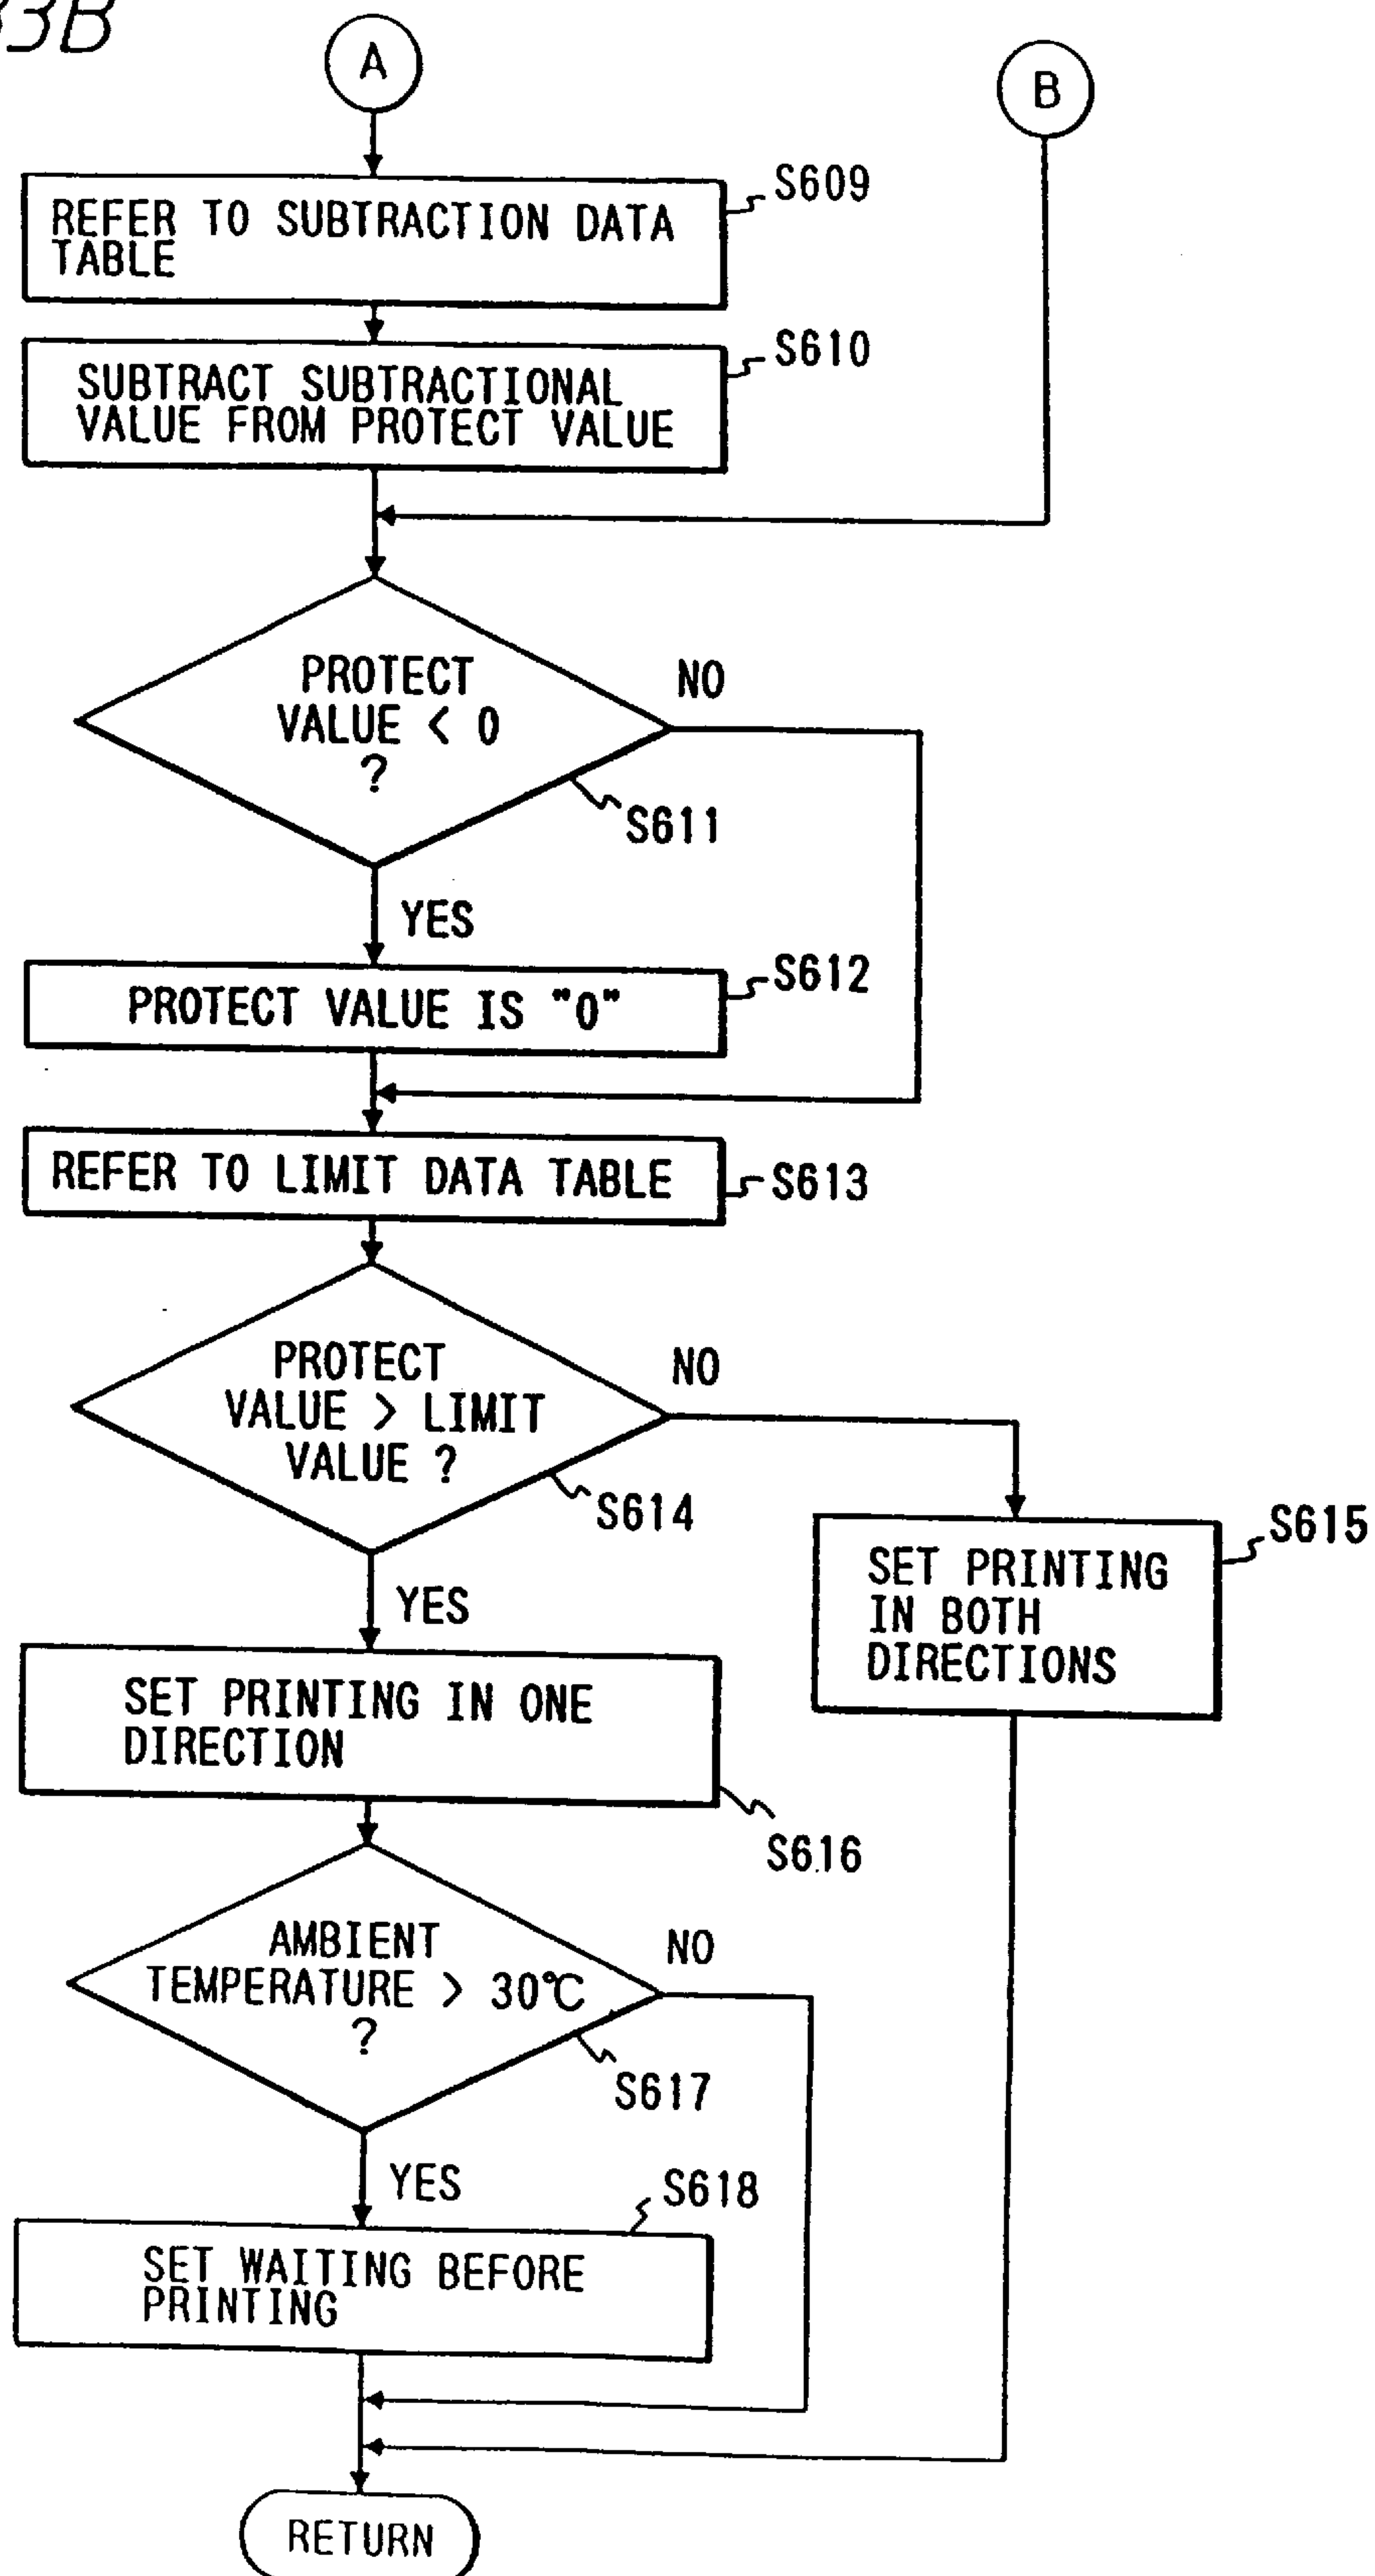 33B
A
B
S609
REFER TO SUBTRACTION DATA
TABLE
S610
SUBTRACT SUBTRACTIONAL
VALUE FROM PROTECT VALUE
PROTECT
VALUE < 0
?
NO
S611
YES
S612
PROTECT VALUE IS "0"
REFER TO LIMIT DATA TABLE
S613
PROTECT
VALUE > LIMIT
VALUE ?
NO
S614
YES
S615
SET PRINTING
IN BOTH
DIRECTIONS
SET PRINTING IN ONE
DIRECTION
S616
AMBIENT
TEMPERATURE > 30℃
?
NO
S617
YES
S618
SET WAITING BEFORE
PRINTING
RETURN